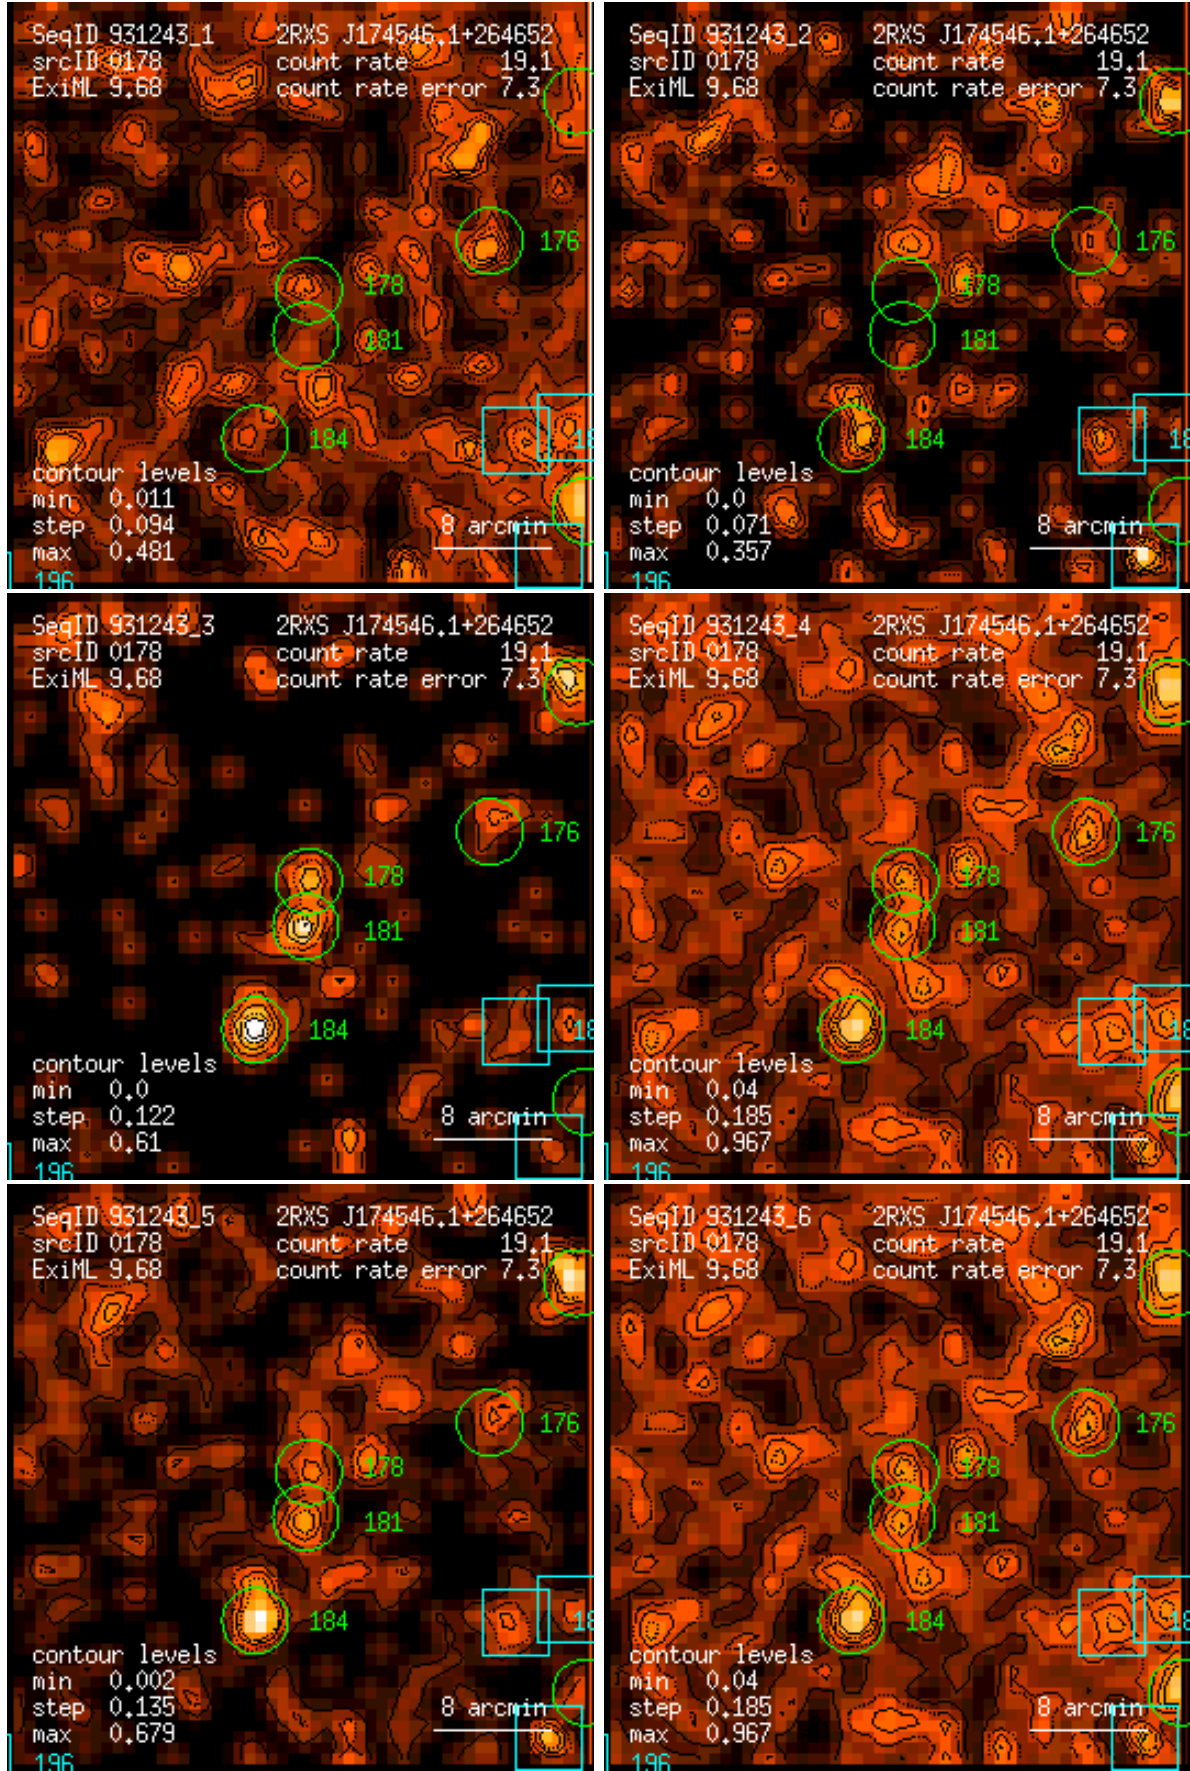 SeqID 931243_1 2RXS J174546.1+264652
srcID 0178 count rate 19.1
ExiML 9.68 count rate error 7.3
176
178
181
184
18
contour levels
min 0.011
step 0.094 8 arcmin
max 0.481
196
SeqID 931243_2 2RXS J174546.1+264652
srcID 0178 count rate 19.1
ExiML 9.68 count rate error 7.3
176
178
181
184
18
contour levels
min 0.0
step 0.071 8 arcmin
max 0.357
196
SeqID 931243_3 2RXS J174546.1+264652
srcID 0178 count rate 19.1
ExiML 9.68 count rate error 7.3
176
178
181
184
18
contour levels
min 0.0
step 0.122 8 arcmin
max 0.61
196
SeqID 931243_4 2RXS J174546.1+264652
srcID 0178 count rate 19.1
ExiML 9.68 count rate error 7.3
176
178
181
184
18
contour levels
min 0.04
step 0.185 8 arcmin
max 0.967
196
SeqID 931243_5 2RXS J174546.1+264652
srcID 0178 count rate 19.1
ExiML 9.68 count rate error 7.3
176
178
181
184
18
contour levels
min 0.002
step 0.135 8 arcmin
max 0.679
196
SeqID 931243_6 2RXS J174546.1+264652
srcID 0178 count rate 19.1
ExiML 9.68 count rate error 7.3
176
178
181
184
18
contour levels
min 0.04
step 0.185 8 arcmin
max 0.967
196